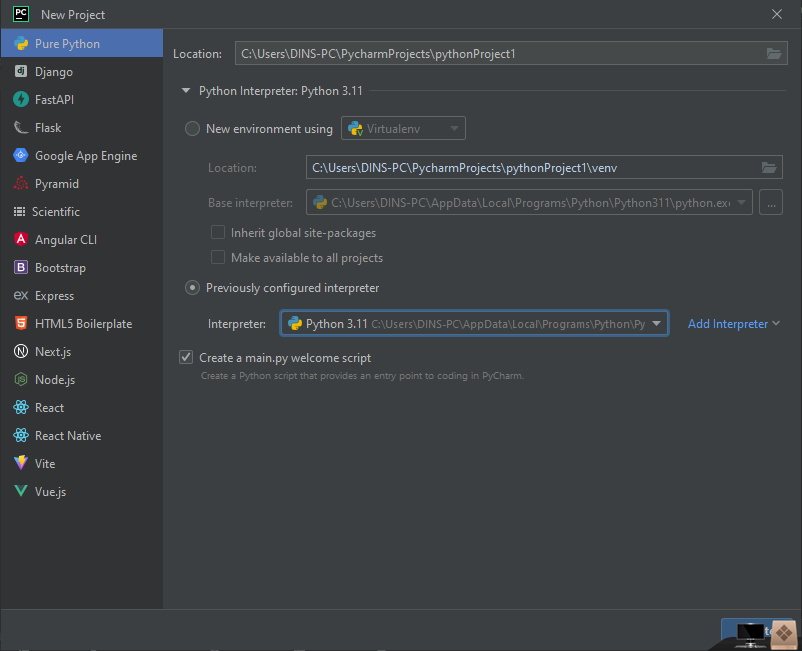 PC New Project
Pure Python
Django
FastAPI
Flask
Google App Engine
Pyramid
Scientific
Angular CLI
Bootstrap
Express
HTML5 Boilerplate
Next.js
Node.js
React
React Native
Vite
Vue.js
Location: C:\Users\DINS-PC\PycharmProjects\pythonProject1
Python Interpreter: Python 3.11
New environment using Virtualenv
Location: C:\Users\DINS-PC\PycharmProjects\pythonProject1\venv
Base interpreter: C:\Users\DINS-PC\AppData\Local\Programs\Python\Python311\python.exe ...
Inherit global site-packages
Make available to all projects
Previously configured interpreter
Interpreter: Python 3.11 C:\Users\DINS-PC\AppData\Local\Programs\Python\Py Add Interpreter
Create a main.py welcome script
Create a Python script that provides an entry point to coding in PyCharm.